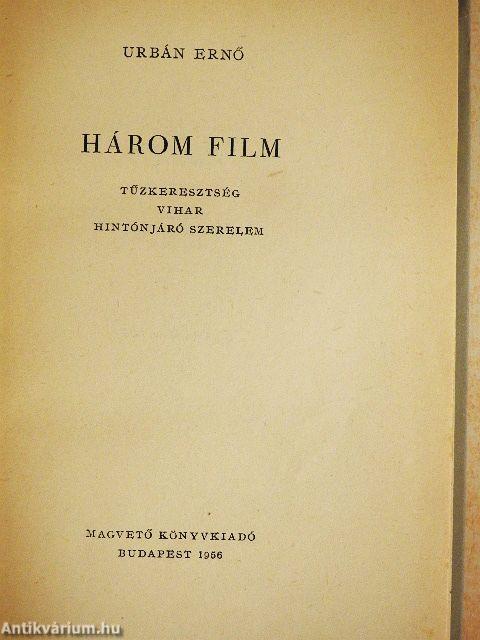 URBÁN ERNŐ
HÁROM FILM
TŰZKERESZTSÉG
VIHAR
HINTÓNJÁRÓ SZERELEM
MAGVETŐ KÖNYVKIADÓ
BUDAPEST 1956
Antikvárium.hu